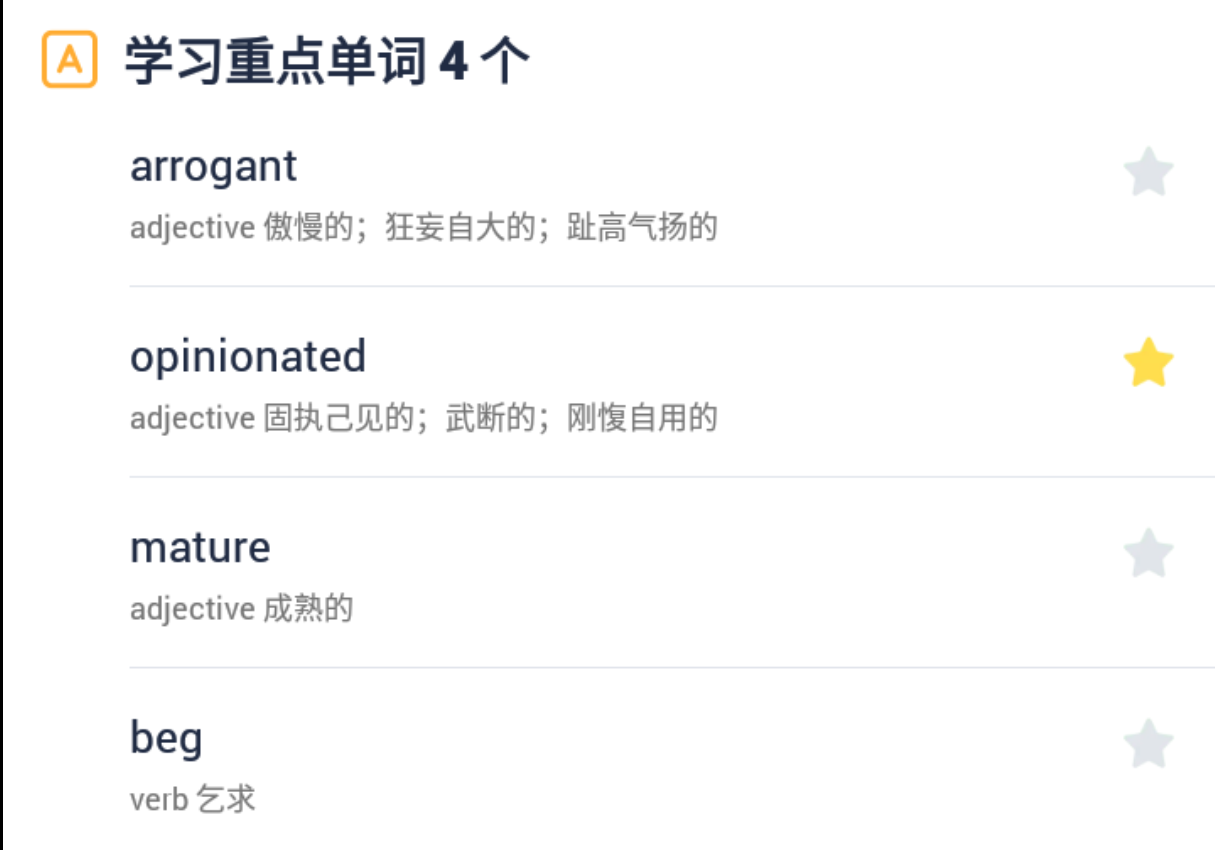 A 学习重点单词 4 个
arrogant
adjective 傲慢的；狂妄自大的；趾高气扬的
opinionated
adjective 固执己见的；武断的；刚愎自用的
mature
adjective 成熟的
beg
verb 乞求